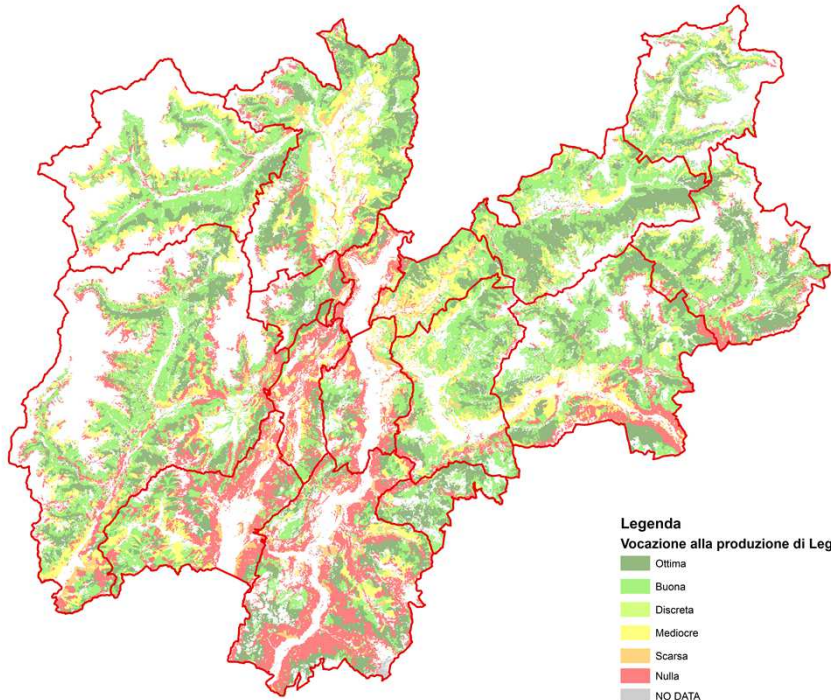 Legenda
Vocazione alla produzione di Leg
Ottima
Buona
Discreta
Mediocre
Scarsa
Nulla
NO DATA